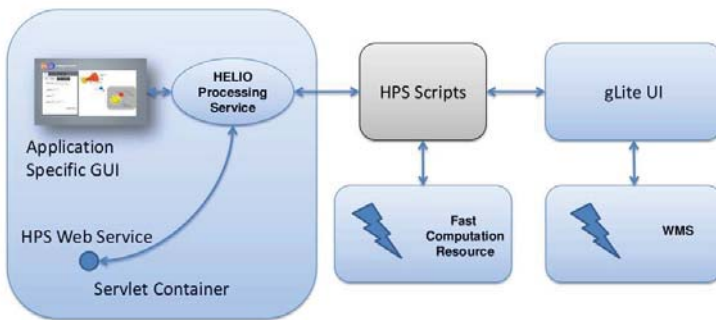 HELIO
Processing
Service
Application
Specific GUI
HPS Web Service
Servlet Container
HPS Scripts
gLite UI
Fast
Computation
Resource
WMS